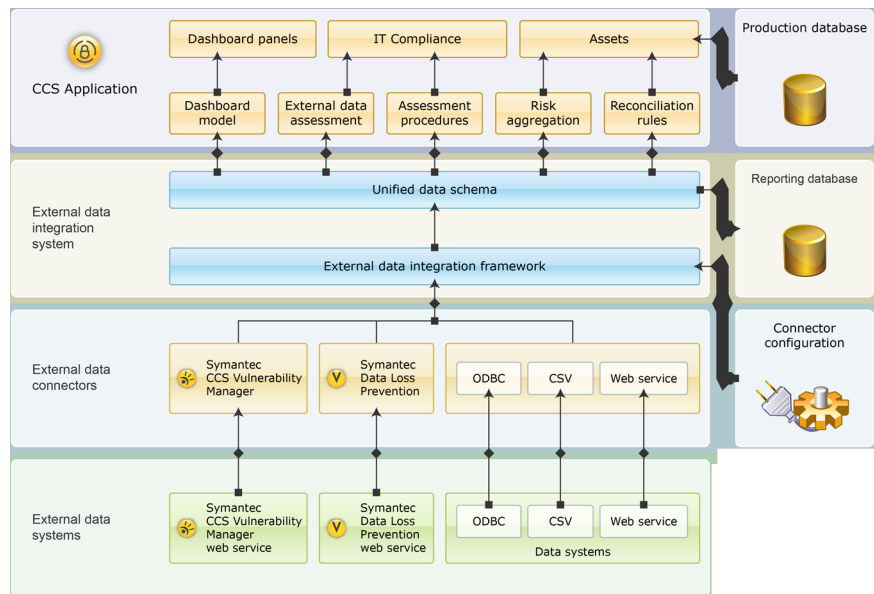 CCS Application
Dashboard panels
IT Compliance
Assets
Production database
Dashboard
model
External data
assessment
Assessment
procedures
Risk
aggregation
Reconciliation
rules
External data
integration
system
Unified data schema
External data integration framework
Reporting database
External data
connectors
Symantec
CCS Vulnerability
Manager
V
Symantec
Data Loss
Prevention
ODBC
CSV
Web service
Connector
configuration
External data
systems
Symantec
CCS Vulnerability
Manager
web service
V
Symantec
Data Loss
Prevention
web service
ODBC
CSV
Web service
Data systems